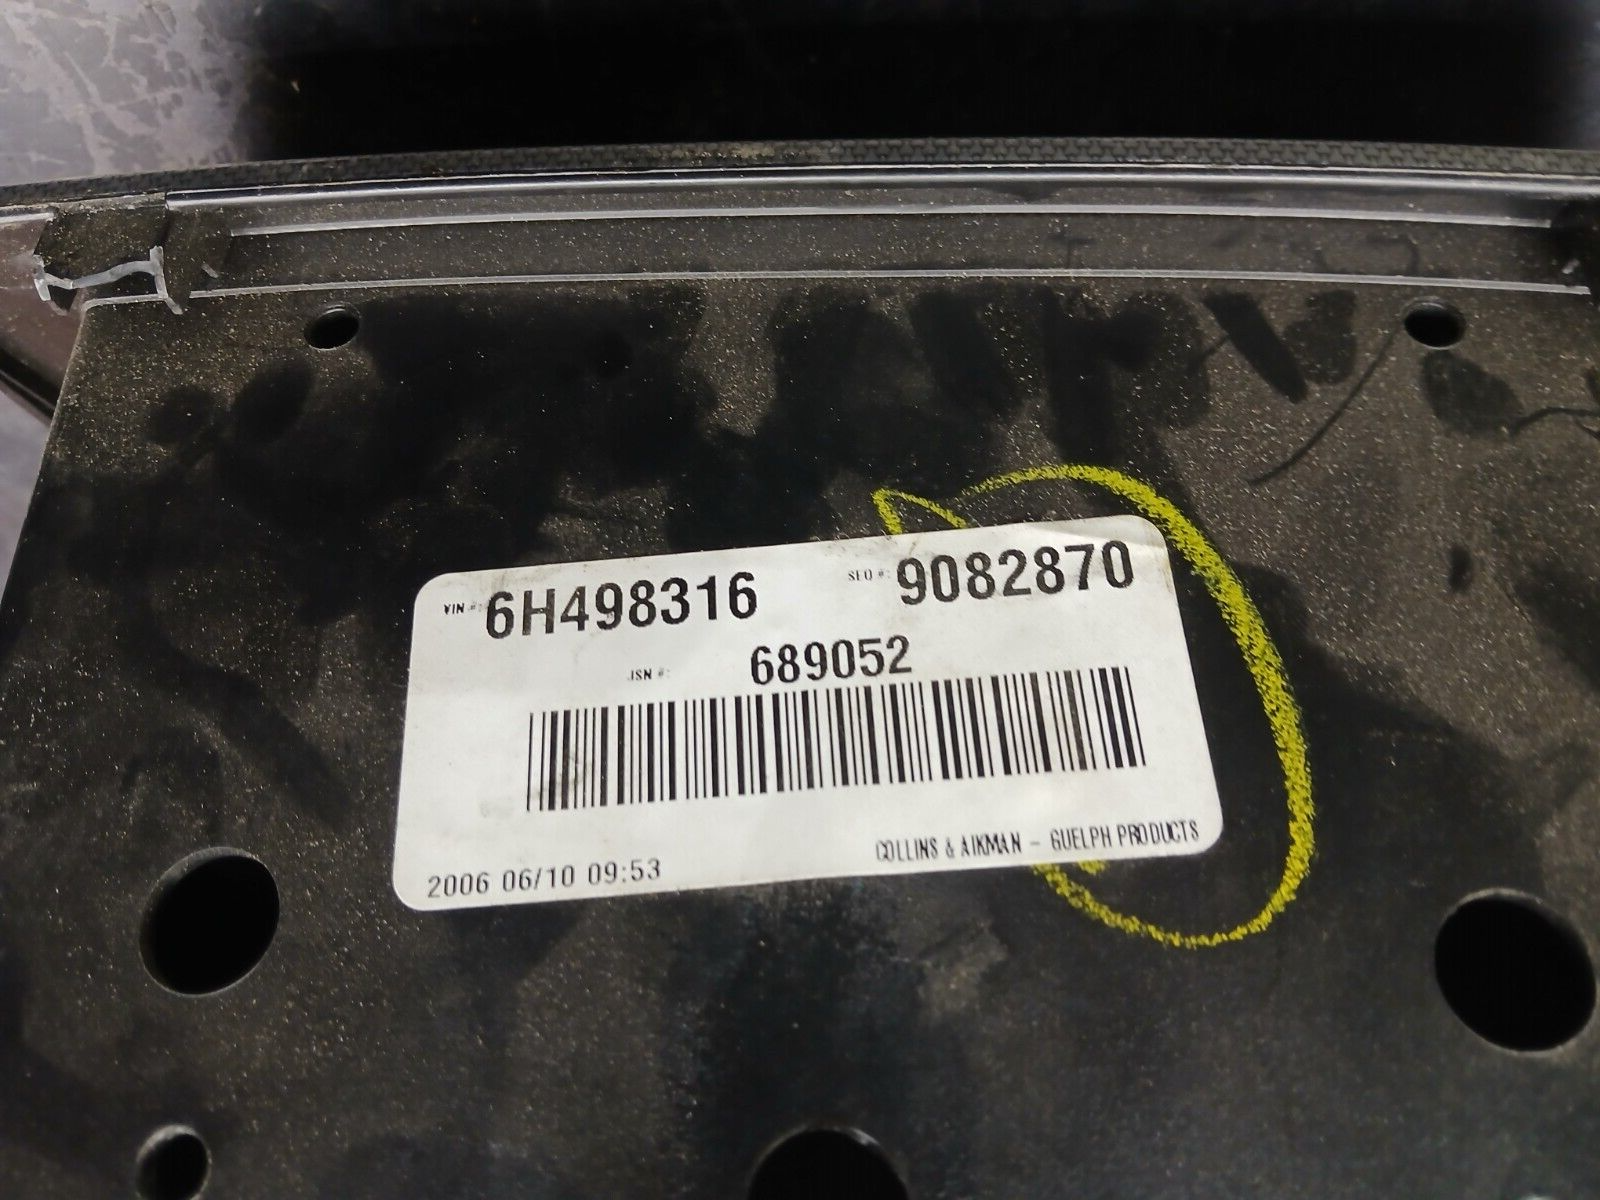 VIN #: 6H498316 SEQ #: 9082870
JSN #: 689052
2006 06/10 09:53 COLLINS & AIKMAN - GUELPH PRODUCTS